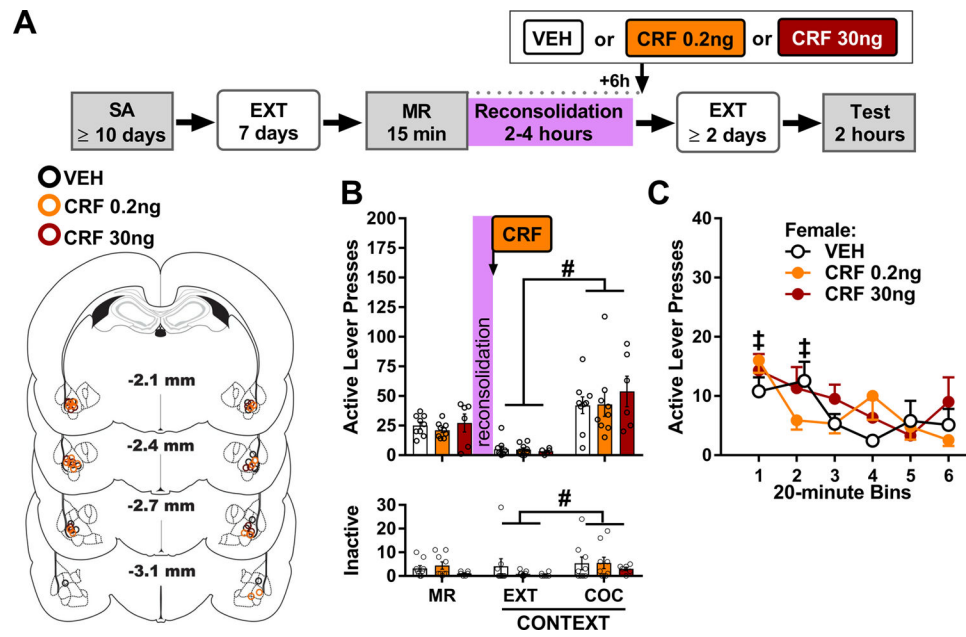 A
VEH or CRF 0.2ng or CRF 30ng
+6h
SA
≥ 10 days
EXT
7 days
MR
15 min
Reconsolidation
2-4 hours
EXT
≥ 2 days
Test
2 hours
VEH
CRF 0.2ng
CRF 30ng
-2.1 mm
-2.4 mm
-2.7 mm
-3.1 mm
B
Active Lever Presses
200
175
150
125
100
75
50
25
0
CRF
reconsolidation
#
Inactive
30
20
10
0
#
MR
EXT
COC
CONTEXT
C
Active Lever Presses
40
30
20
10
0
Female:
VEH
CRF 0.2ng
CRF 30ng
‡
‡
1 2 3 4 5 6
20-minute Bins